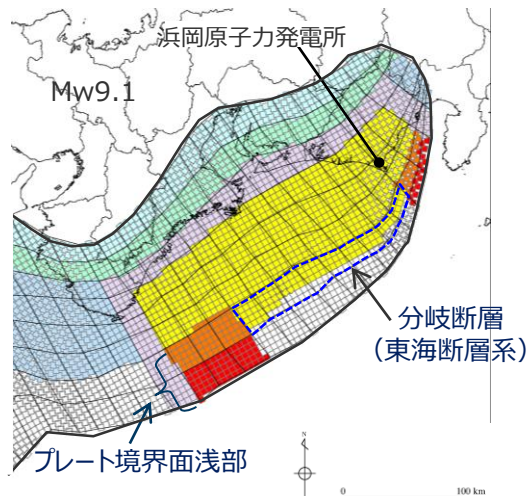 浜岡原子力発電所
Mw9.1
分岐断層
（東海断層系）
プレート境界面浅部
N
0 100 km